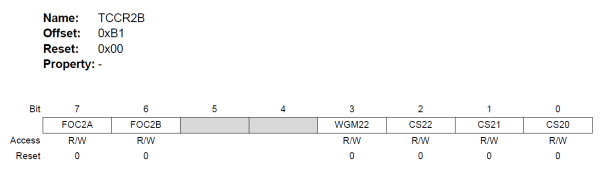 Name: TCCR2B
Offset: 0xB1
Reset: 0x00
Property: -
Bit 7 6 5 4 3 2 1 0
FOC2A FOC2B WGM22 CS22 CS21 CS20
Access R/W R/W R/W R/W R/W R/W
Reset 0 0 0 0 0 0